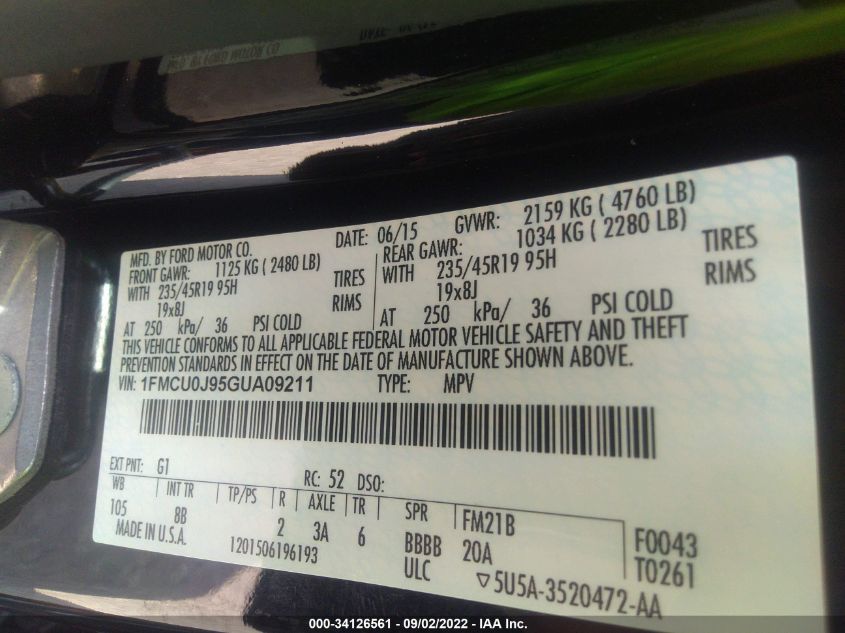 MFD. BY FORD MOTOR CO.
MFD. BY FORD MOTOR CO. DATE: 06/15 GVWR: 2159 KG ( 4760 LB)
FRONT GAWR: 1125 KG ( 2480 LB) REAR GAWR: 1034 KG ( 2280 LB)
WITH 235/45R19 95H TIRES WITH 235/45R19 95H TIRES
19x8J RIMS 19x8J RIMS
AT 250 kPa/ 36 PSI COLD AT 250 kPa/ 36 PSI COLD
THIS VEHICLE CONFORMS TO ALL APPLICABLE FEDERAL MOTOR VEHICLE SAFETY AND THEFT
PREVENTION STANDARDS IN EFFECT ON THE DATE OF MANUFACTURE SHOWN ABOVE.
VIN: 1FMCU0J95GUA09211 TYPE: MPV
EXT PNT: G1 RC: 52 DSO:
WB INT TR TP/PS R AXLE TR SPR FM21B F0043
105 8B 2 3A 6 BBBB 20A T0261
MADE IN U.S.A. 1201506196193 ULC ▽5U5A-3520472-AA
000-34126561 - 09/02/2022 - IAA Inc.